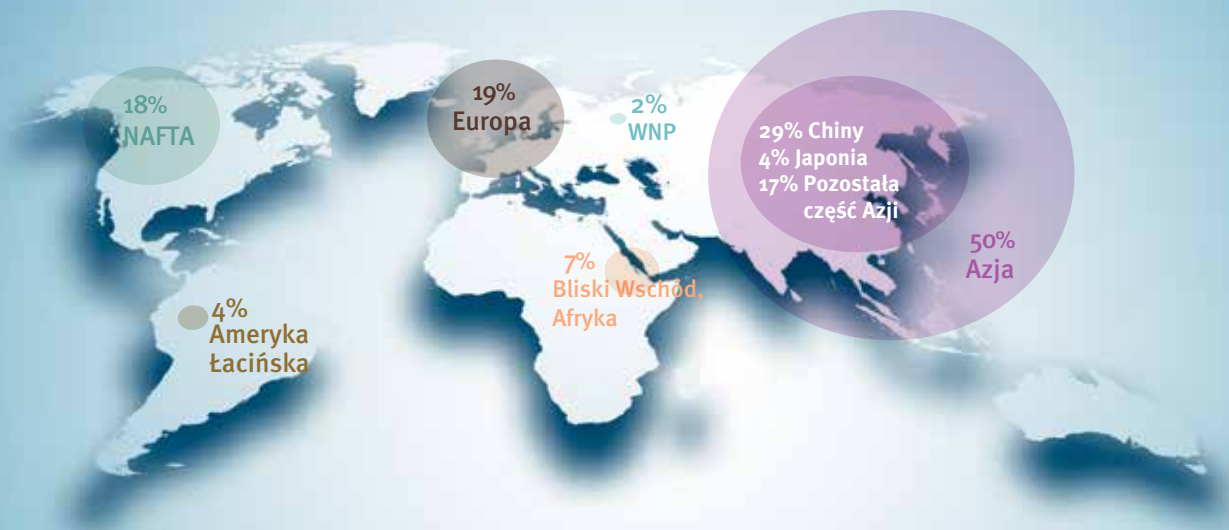 18%
NAFTA
19%
Europa
2%
WNP
29% Chiny
4% Japonia
17% Pozostała
część Azji
50%
Azja
7%
Bliski Wschód,
Afryka
4%
Ameryka
Łacińska